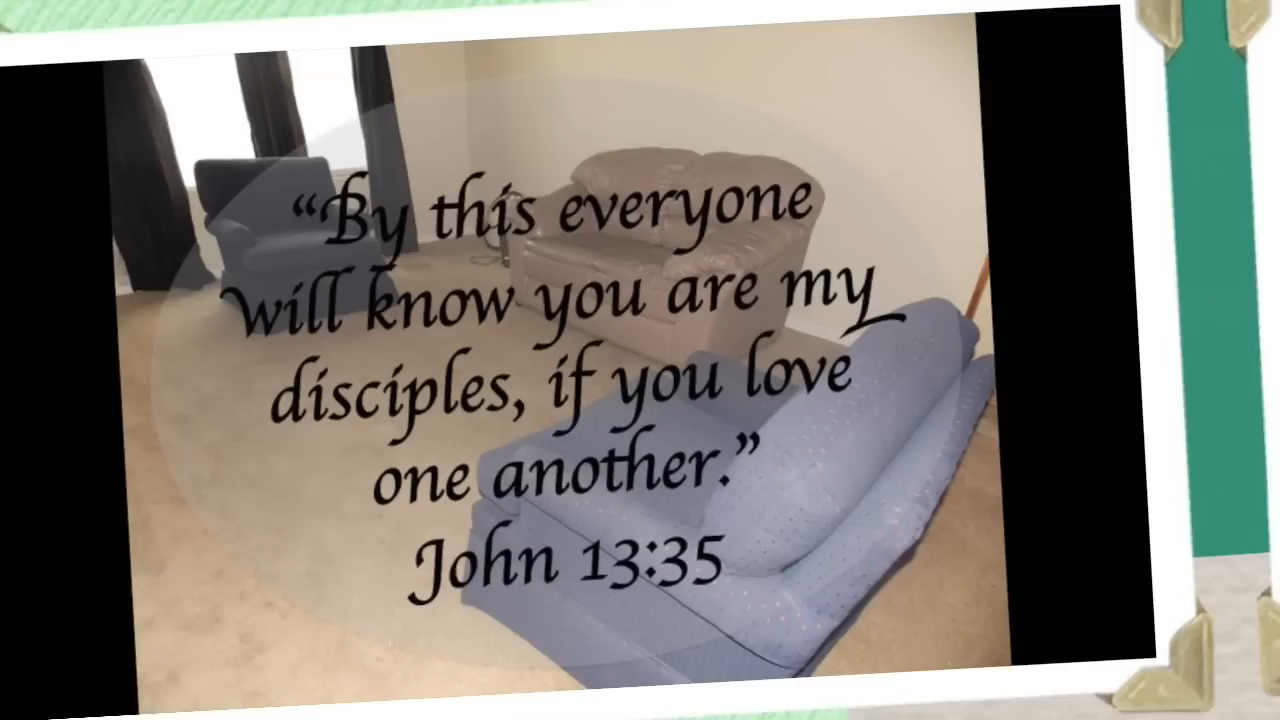 “By this everyone
will know you are my
disciples, if you love
one another.”
John 13:35